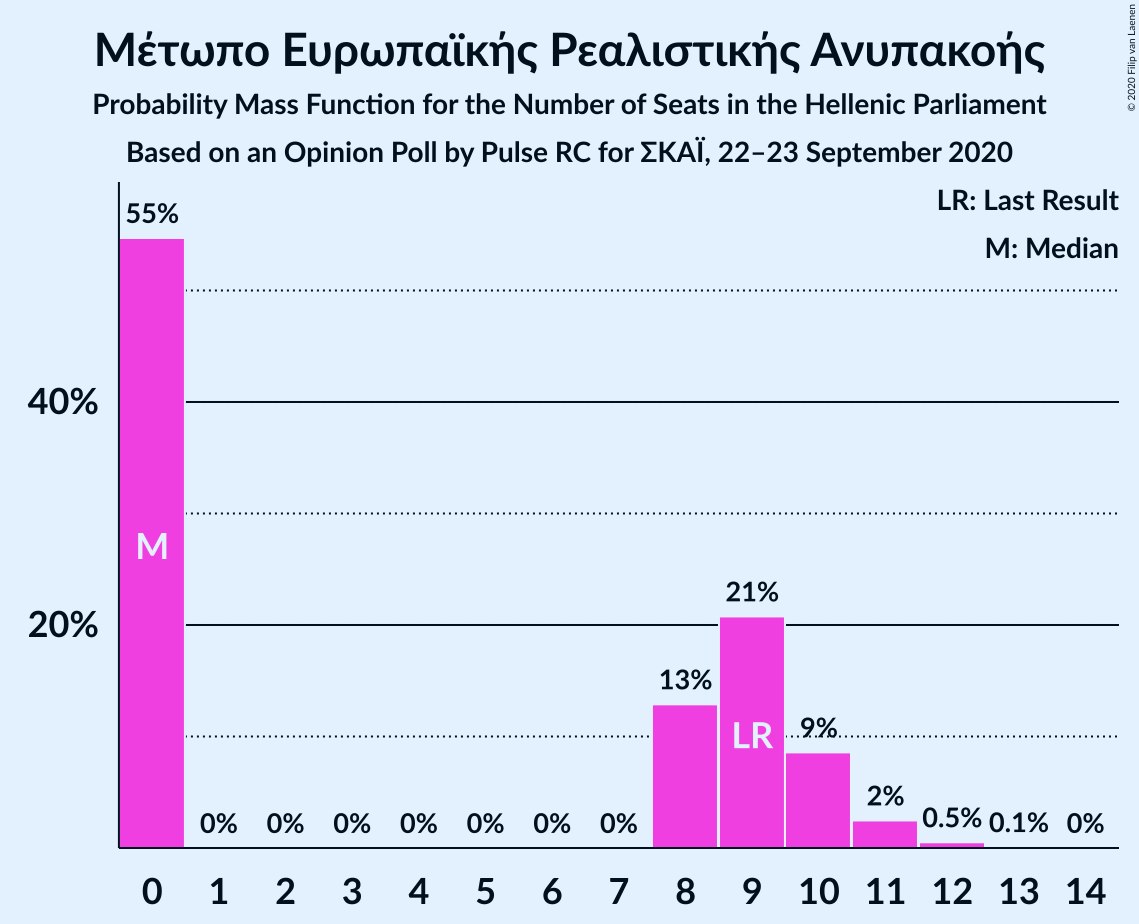 Μέτωπο Ευρωπαϊκής Ρεαλιστικής Ανυπακοής
Probability Mass Function for the Number of Seats in the Hellenic Parliament
Based on an Opinion Poll by Pulse RC for ΣΚΑΪ, 22–23 September 2020
© 2020 Filip van Laenen
LR: Last Result
M: Median
55%
40%
M
20%
21%
13%
LR
9%
2%
0% 0% 0% 0% 0% 0% 0% 0.5% 0.1% 0%
0 1 2 3 4 5 6 7 8 9 10 11 12 13 14